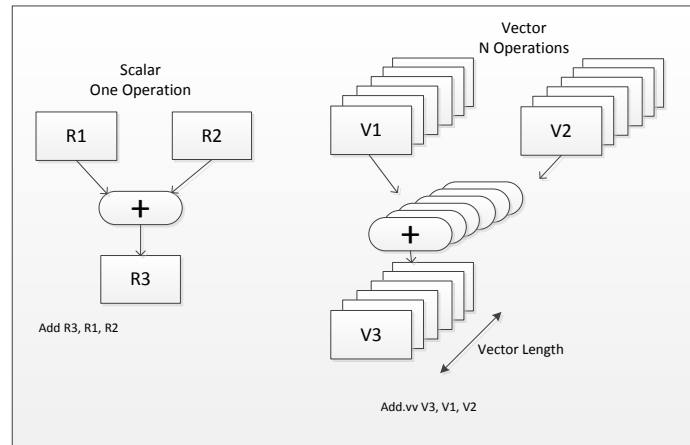 Scalar
One Operation
R1
R2
+
R3
Add R3, R1, R2
Vector
N Operations
V1
V2
+
V3
Vector Length
Add.vv V3, V1, V2